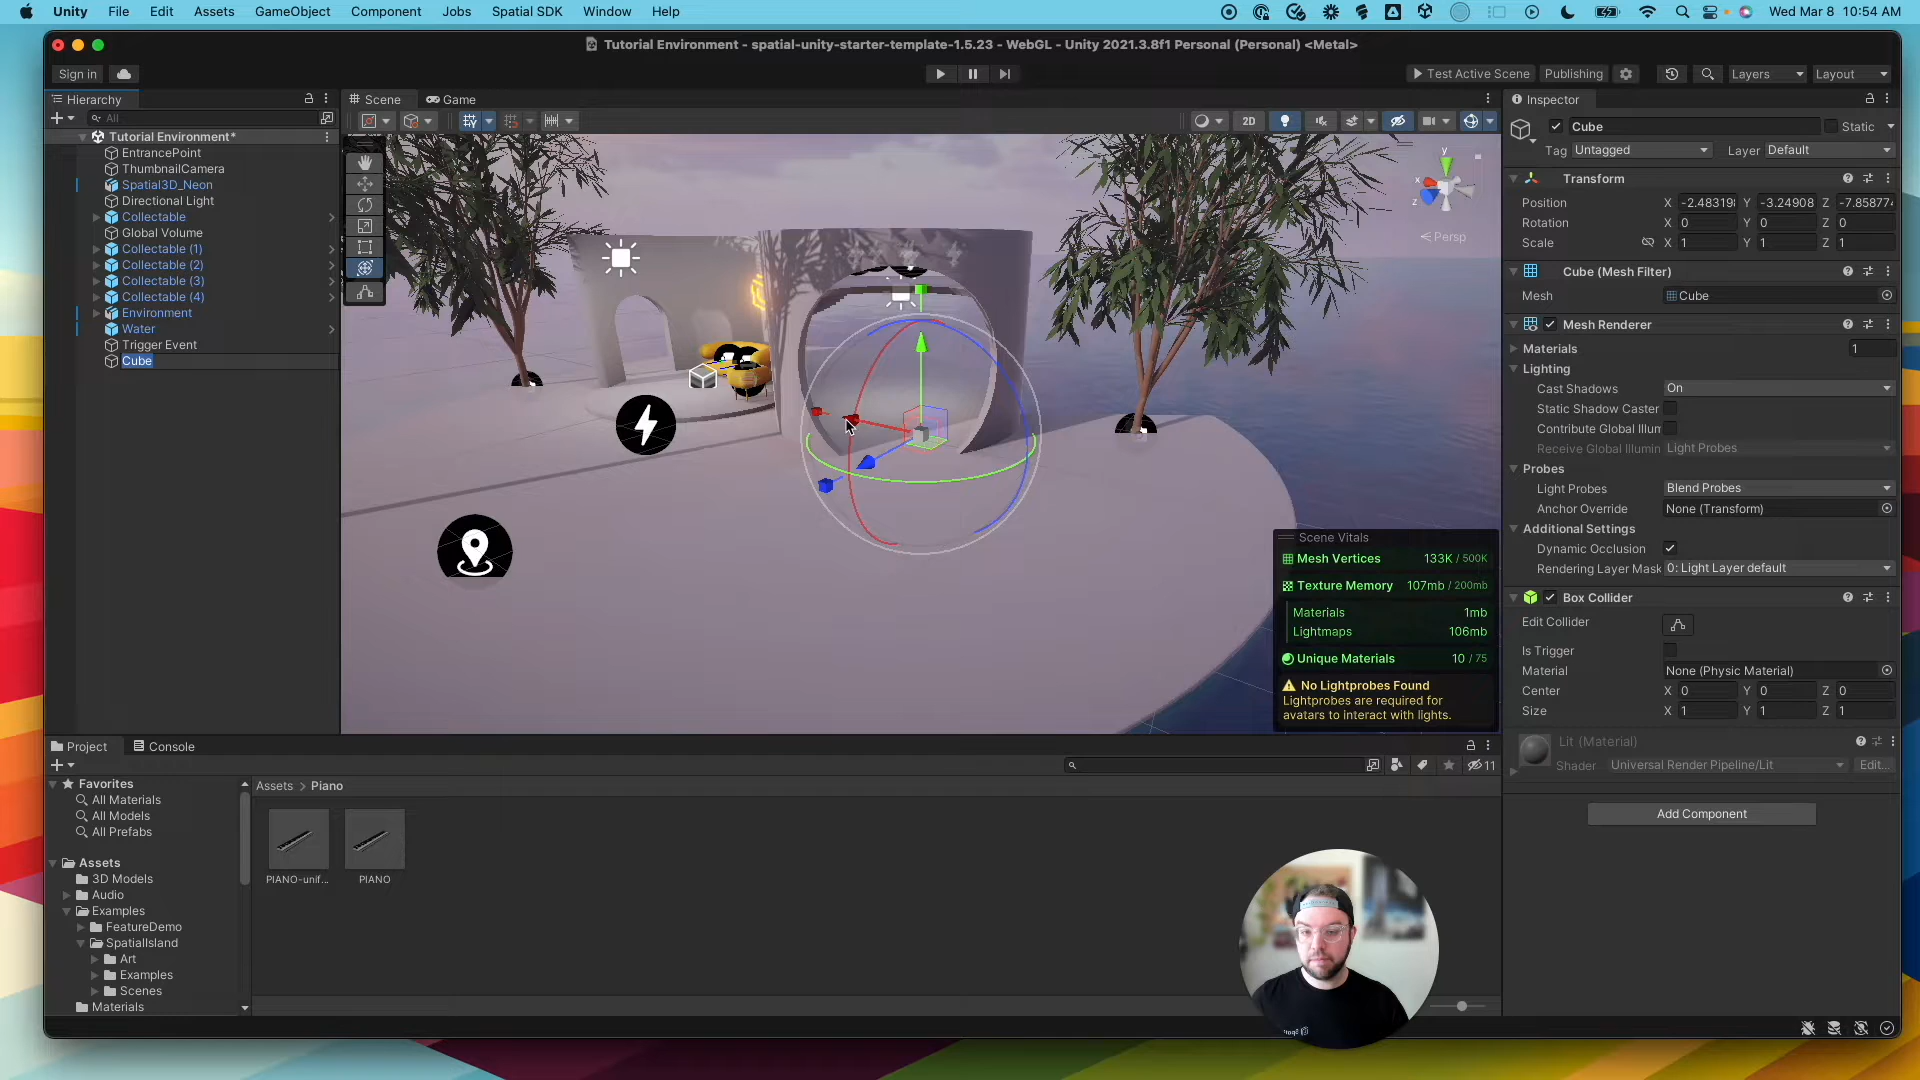 Unity File Edit Assets GameObject Component Jobs Spatial SDK Window Help Wed Mar 8 10:54 AM
Tutorial Environment - spatial-unity-starter-template-1.5.23 - WebGL - Unity 2021.3.8f1 Personal (Personal) <Metal>
Sign in Test Active Scene Publishing Layers Layout
Hierarchy
All
Tutorial Environment*
EntrancePoint
ThumbnailCamera
Spatial3D_Neon
Directional Light
Collectable
Global Volume
Collectable (1)
Collectable (2)
Collectable (3)
Collectable (4)
Environment
Water
Trigger Event
Cube
Scene Game
2D
y
x
z
Persp
Scene Vitals
Mesh Vertices 133K / 500K
Texture Memory 107mb / 200mb
Materials 1mb
Lightmaps 106mb
Unique Materials 10 / 75
No Lightprobes Found
Lightprobes are required for
avatars to interact with lights.
Inspector
Cube Static
Tag Untagged Layer Default
Transform
Position X -2.48319 Y -3.24908 Z -7.858774
Rotation X 0 Y 0 Z 0
Scale X 1 Y 1 Z 1
Cube (Mesh Filter)
Mesh Cube
Mesh Renderer
Materials 1
Lighting
Cast Shadows On
Static Shadow Caster
Contribute Global Illum
Receive Global Illumin Light Probes
Probes
Light Probes Blend Probes
Anchor Override None (Transform)
Additional Settings
Dynamic Occlusion
Rendering Layer Mask 0: Light Layer default
Box Collider
Edit Collider
Is Trigger
Material None (Physic Material)
Center X 0 Y 0 Z 0
Size X 1 Y 1 Z 1
Lit (Material)
Shader Universal Render Pipeline/Lit Edit...
Add Component
Project Console
11
Favorites
All Materials
All Models
All Prefabs
Assets
3D Models
Audio
Examples
FeatureDemo
SpatialIsland
Art
Examples
Scenes
Materials
Assets > Piano
PIANO-unif...
PIANO